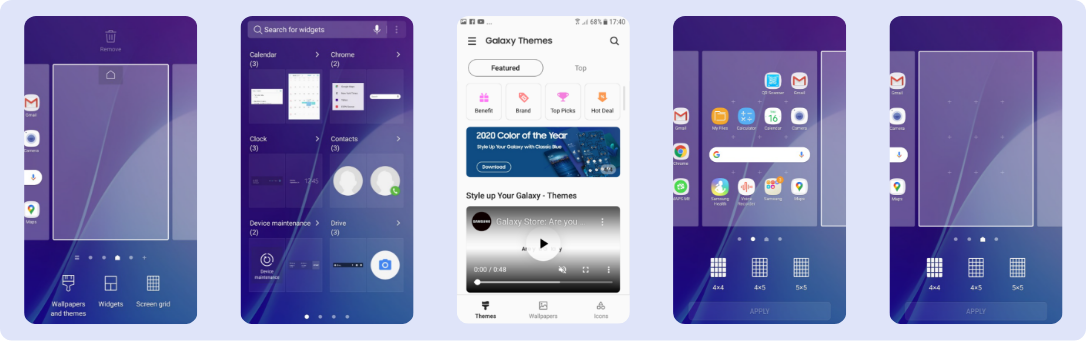 Remove
Gmail
Camera
Maps
Wallpapers
and themes
Widgets
Screen grid
Search for widgets
Calendar
(3)
Chrome
(2)
Clock
(3)
Contacts
(3)
17:45
Device maintenance
(2)
Drive
(3)
Device
maintenance
... 68% 17:40
Galaxy Themes
Featured
Top
Benefit
Brand
Top Picks
Hot Deal
2020 Color of the Year
Style Up Your Galaxy with Classic Blue
Download
Style up Your Galaxy - Themes
SAMSUNG
Galaxy Store: Are you
0:00 / 0:48
Themes
Wallpapers
Icons
Gmail
Gmail
My Files
Calculator
16
Calendar
Camera
Chrome
G
Samsung
Health
Voice
Recorder
Samsung
Maps
4×4
4×5
5×5
APPLY
Gmail
Camera
Maps
4×4
4×5
5×5
APPLY